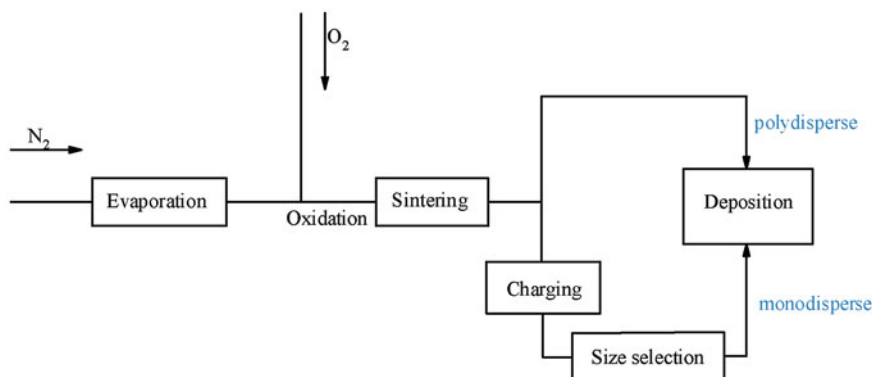 O₂
polydisperse
N₂
Evaporation
Oxidation
Sintering
Deposition
Charging
monodisperse
Size selection